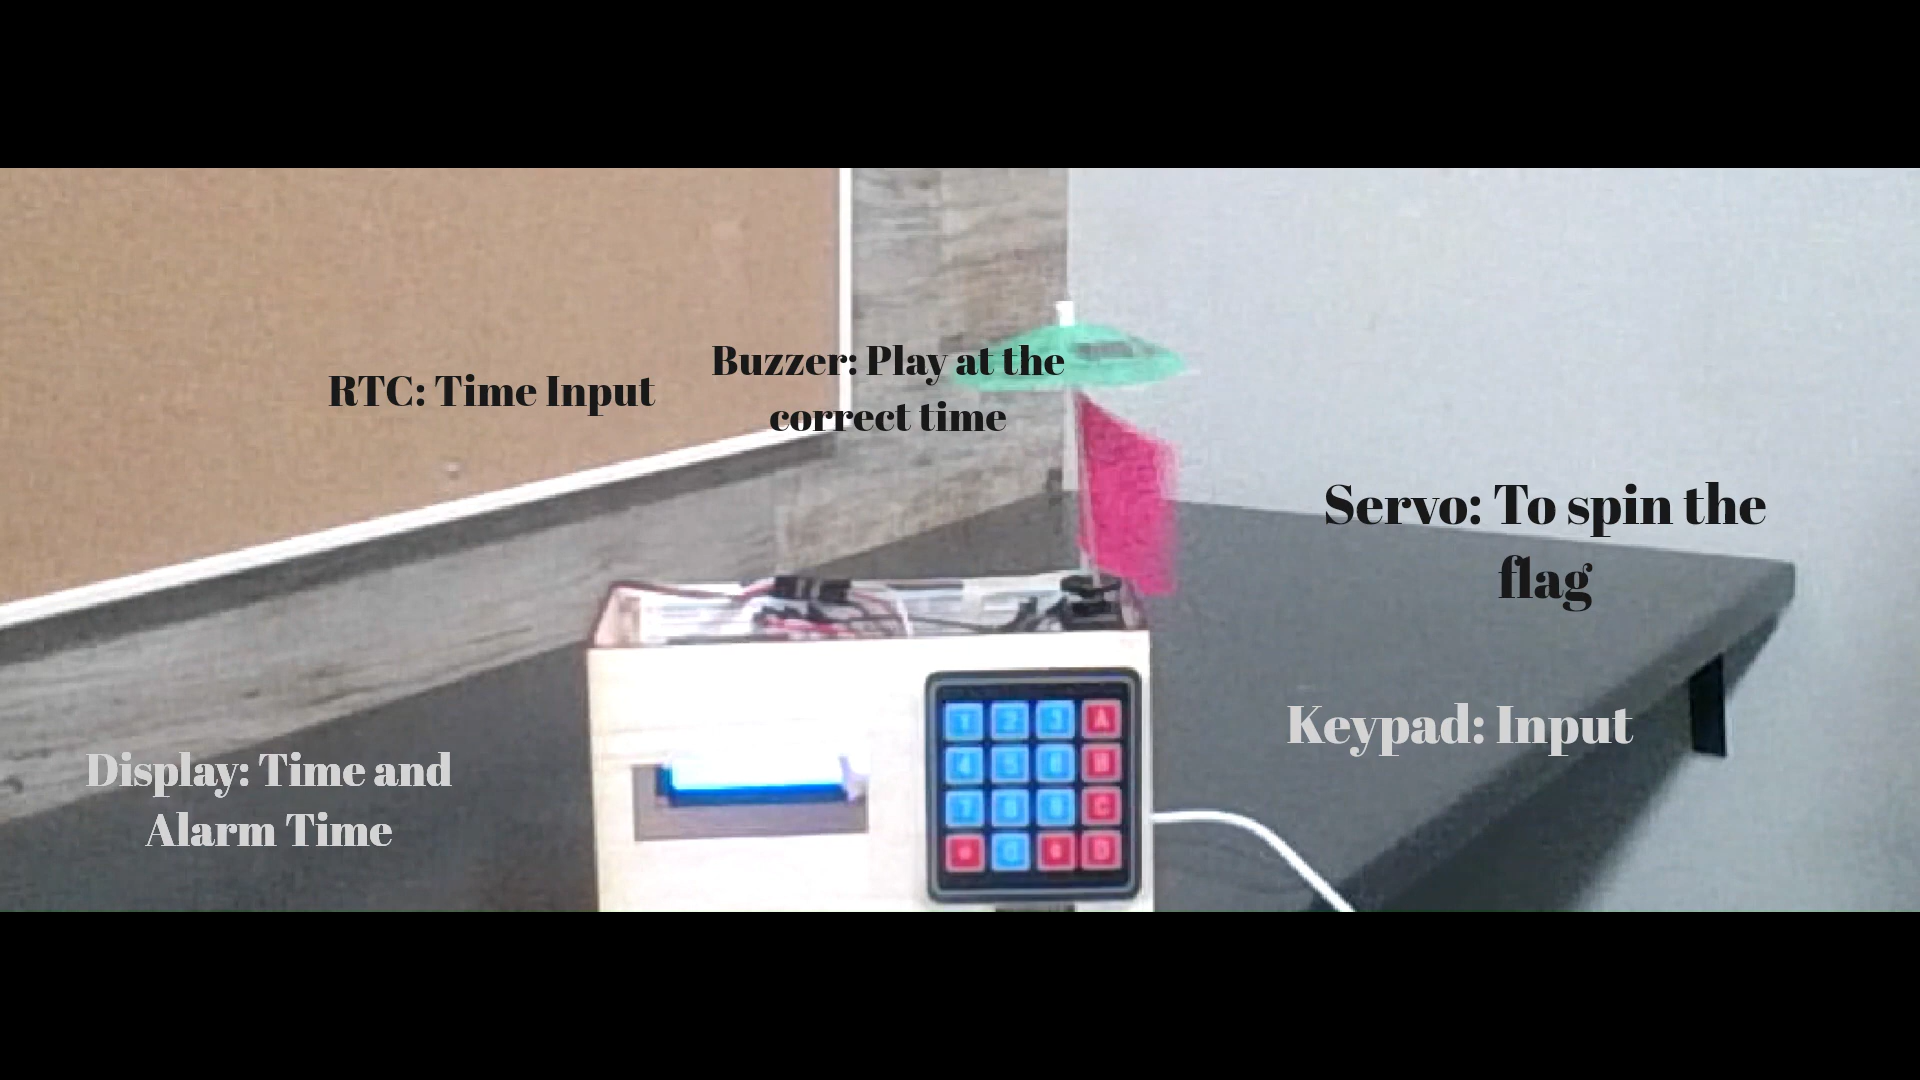 Buzzer: Play at the
correct time
RTC: Time Input
Servo: To spin the
flag
Keypad: Input
Display: Time and
Alarm Time
1 2 3 A
4 5 6 B
7 8 9 C
0 D